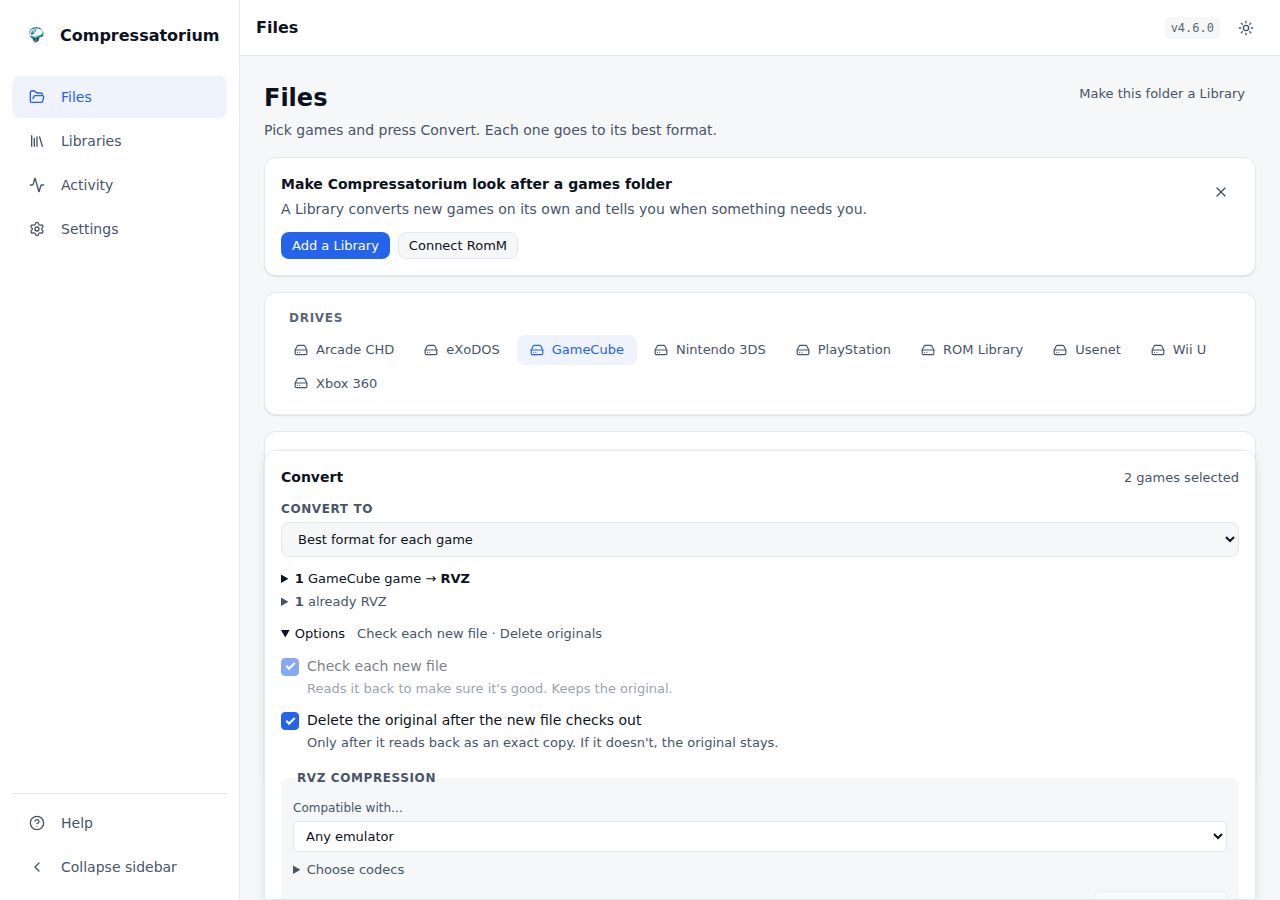 Compressatorium
Files
v4.6.0
Files
Libraries
Activity
Settings
Help
Collapse sidebar
Files
Make this folder a Library
Pick games and press Convert. Each one goes to its best format.
Make Compressatorium look after a games folder
A Library converts new games on its own and tells you when something needs you.
Add a Library
Connect RomM
DRIVES
Arcade CHD
eXoDOS
GameCube
Nintendo 3DS
PlayStation
ROM Library
Usenet
Wii U
Xbox 360
Convert
2 games selected
CONVERT TO
Best format for each game
1 GameCube game → RVZ
1 already RVZ
Options Check each new file · Delete originals
Check each new file
Reads it back to make sure it's good. Keeps the original.
Delete the original after the new file checks out
Only after it reads back as an exact copy. If it doesn't, the original stays.
RVZ COMPRESSION
Compatible with...
Any emulator
Choose codecs